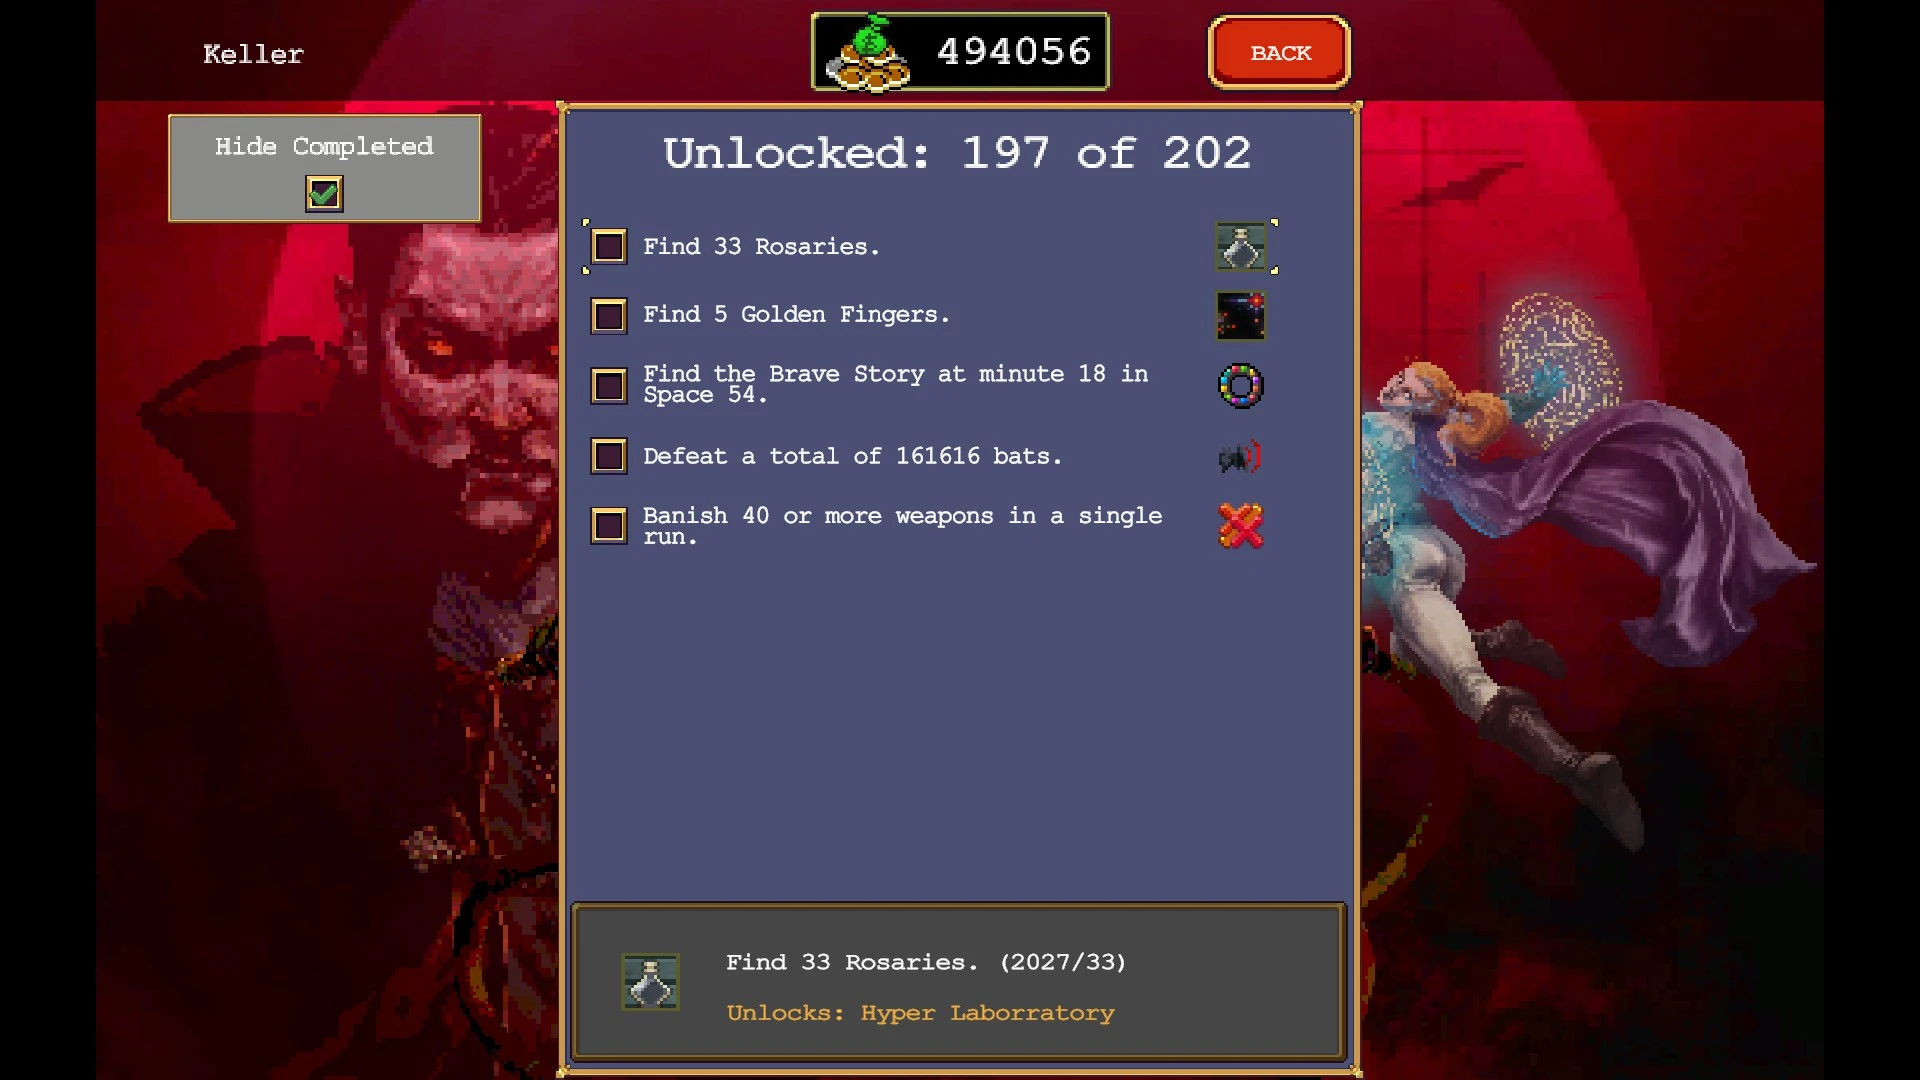 Keller
494056
BACK
Hide Completed
Unlocked: 197 of 202
Find 33 Rosaries.
Find 5 Golden Fingers.
Find the Brave Story at minute 18 in
Space 54.
Defeat a total of 161616 bats.
Banish 40 or more weapons in a single
run.
Find 33 Rosaries. (2027/33)
Unlocks: Hyper Laborratory